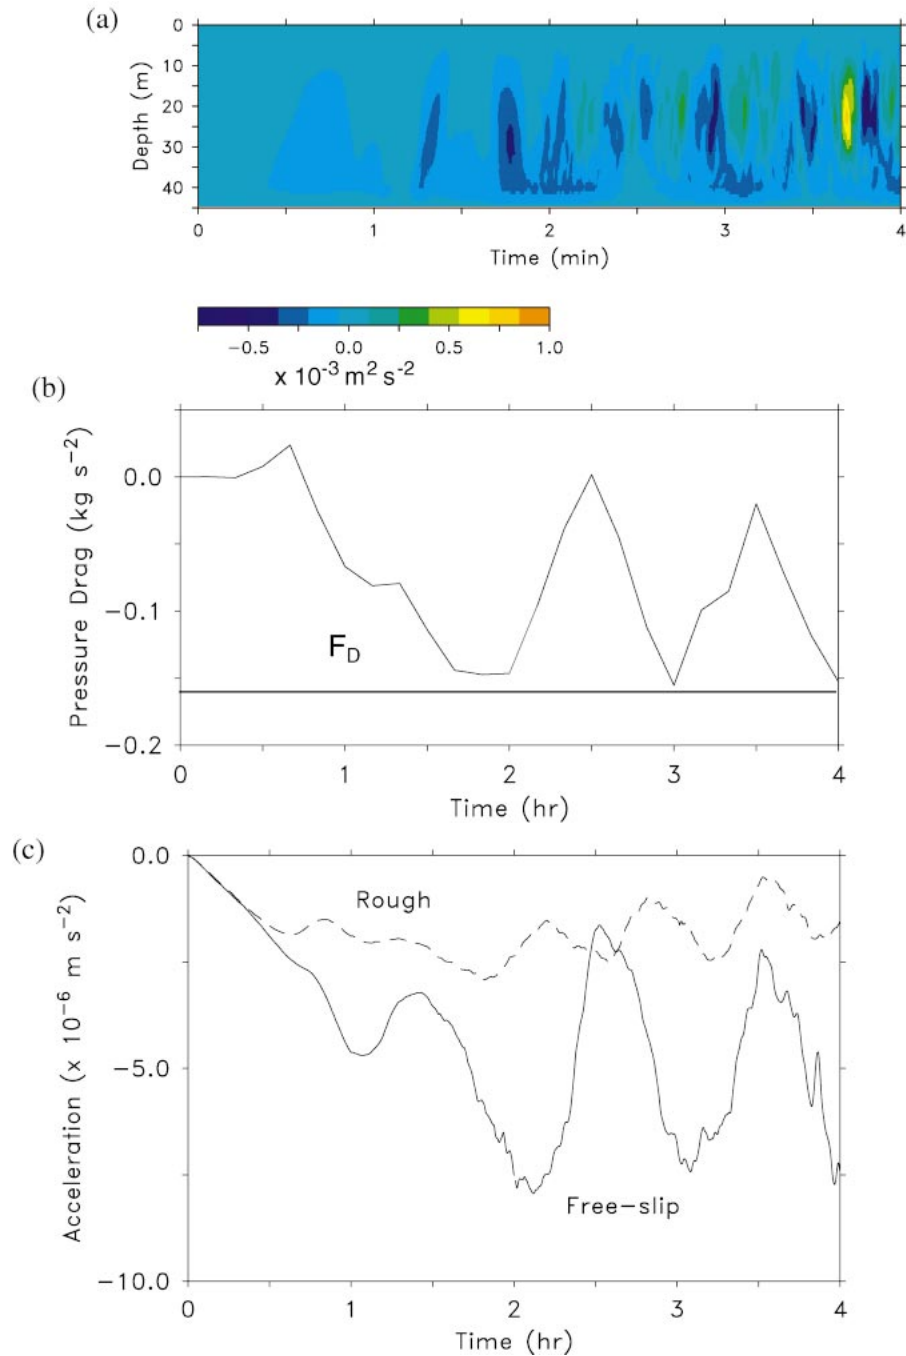 (a)
0
10
20
30
40
Depth (m)
0
1
2
3
4
Time (min)
−0.5
0.0
0.5
1.0
x 10⁻³ m² s⁻²
(b)
0.0
−0.1
−0.2
Pressure Drag (kg s⁻²)
F_D
0
1
2
3
4
Time (hr)
(c)
0.0
−5.0
−10.0
Acceleration (x 10⁻⁶ m s⁻²)
Rough
Free−slip
0
1
2
3
4
Time (hr)